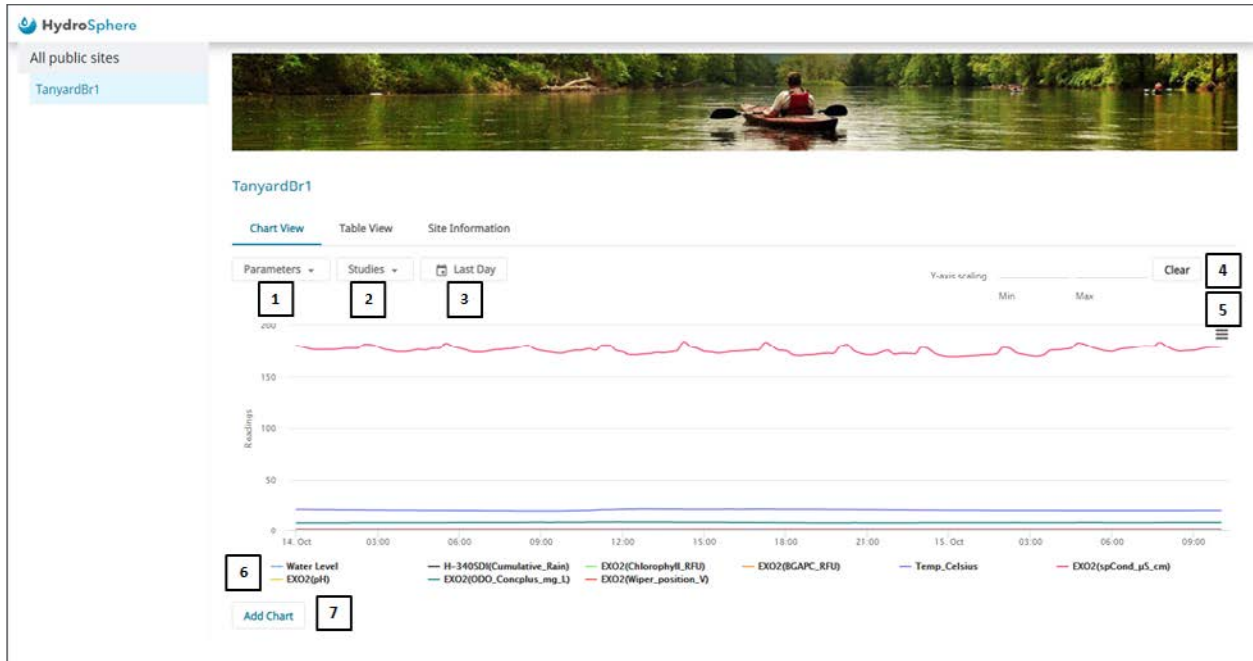 HydroSphere
All public sites
TanyardBr1
TanyardBr1
Chart View Table View Site Information
Parameters Studies Last Day
Y-axis scaling Clear 4
1 2 3 Min Max
5
200
150
Readings
100
50
0
14. Oct 03:00 06:00 09:00 12:00 15:00 18:00 21:00 15. Oct 03:00 06:00 09:00
6 Water Level H-340SDI(Cumulative_Rain) EXO2(Chlorophyll_RFU) EXO2(BGAPC_RFU) Temp_Celsius EXO2(spCond_µS_cm)
EXO2(pH) EXO2(ODO_Concplus_mg_L) EXO2(Wiper_position_V)
Add Chart 7